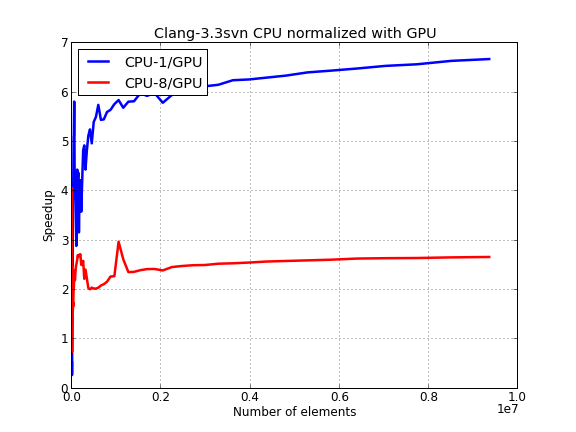 Clang-3.3svn CPU normalized with GPU
CPU-1/GPU
CPU-8/GPU
Speedup
7
6
5
4
3
2
1
0
0.0 0.2 0.4 0.6 0.8 1.0
1e7
Number of elements